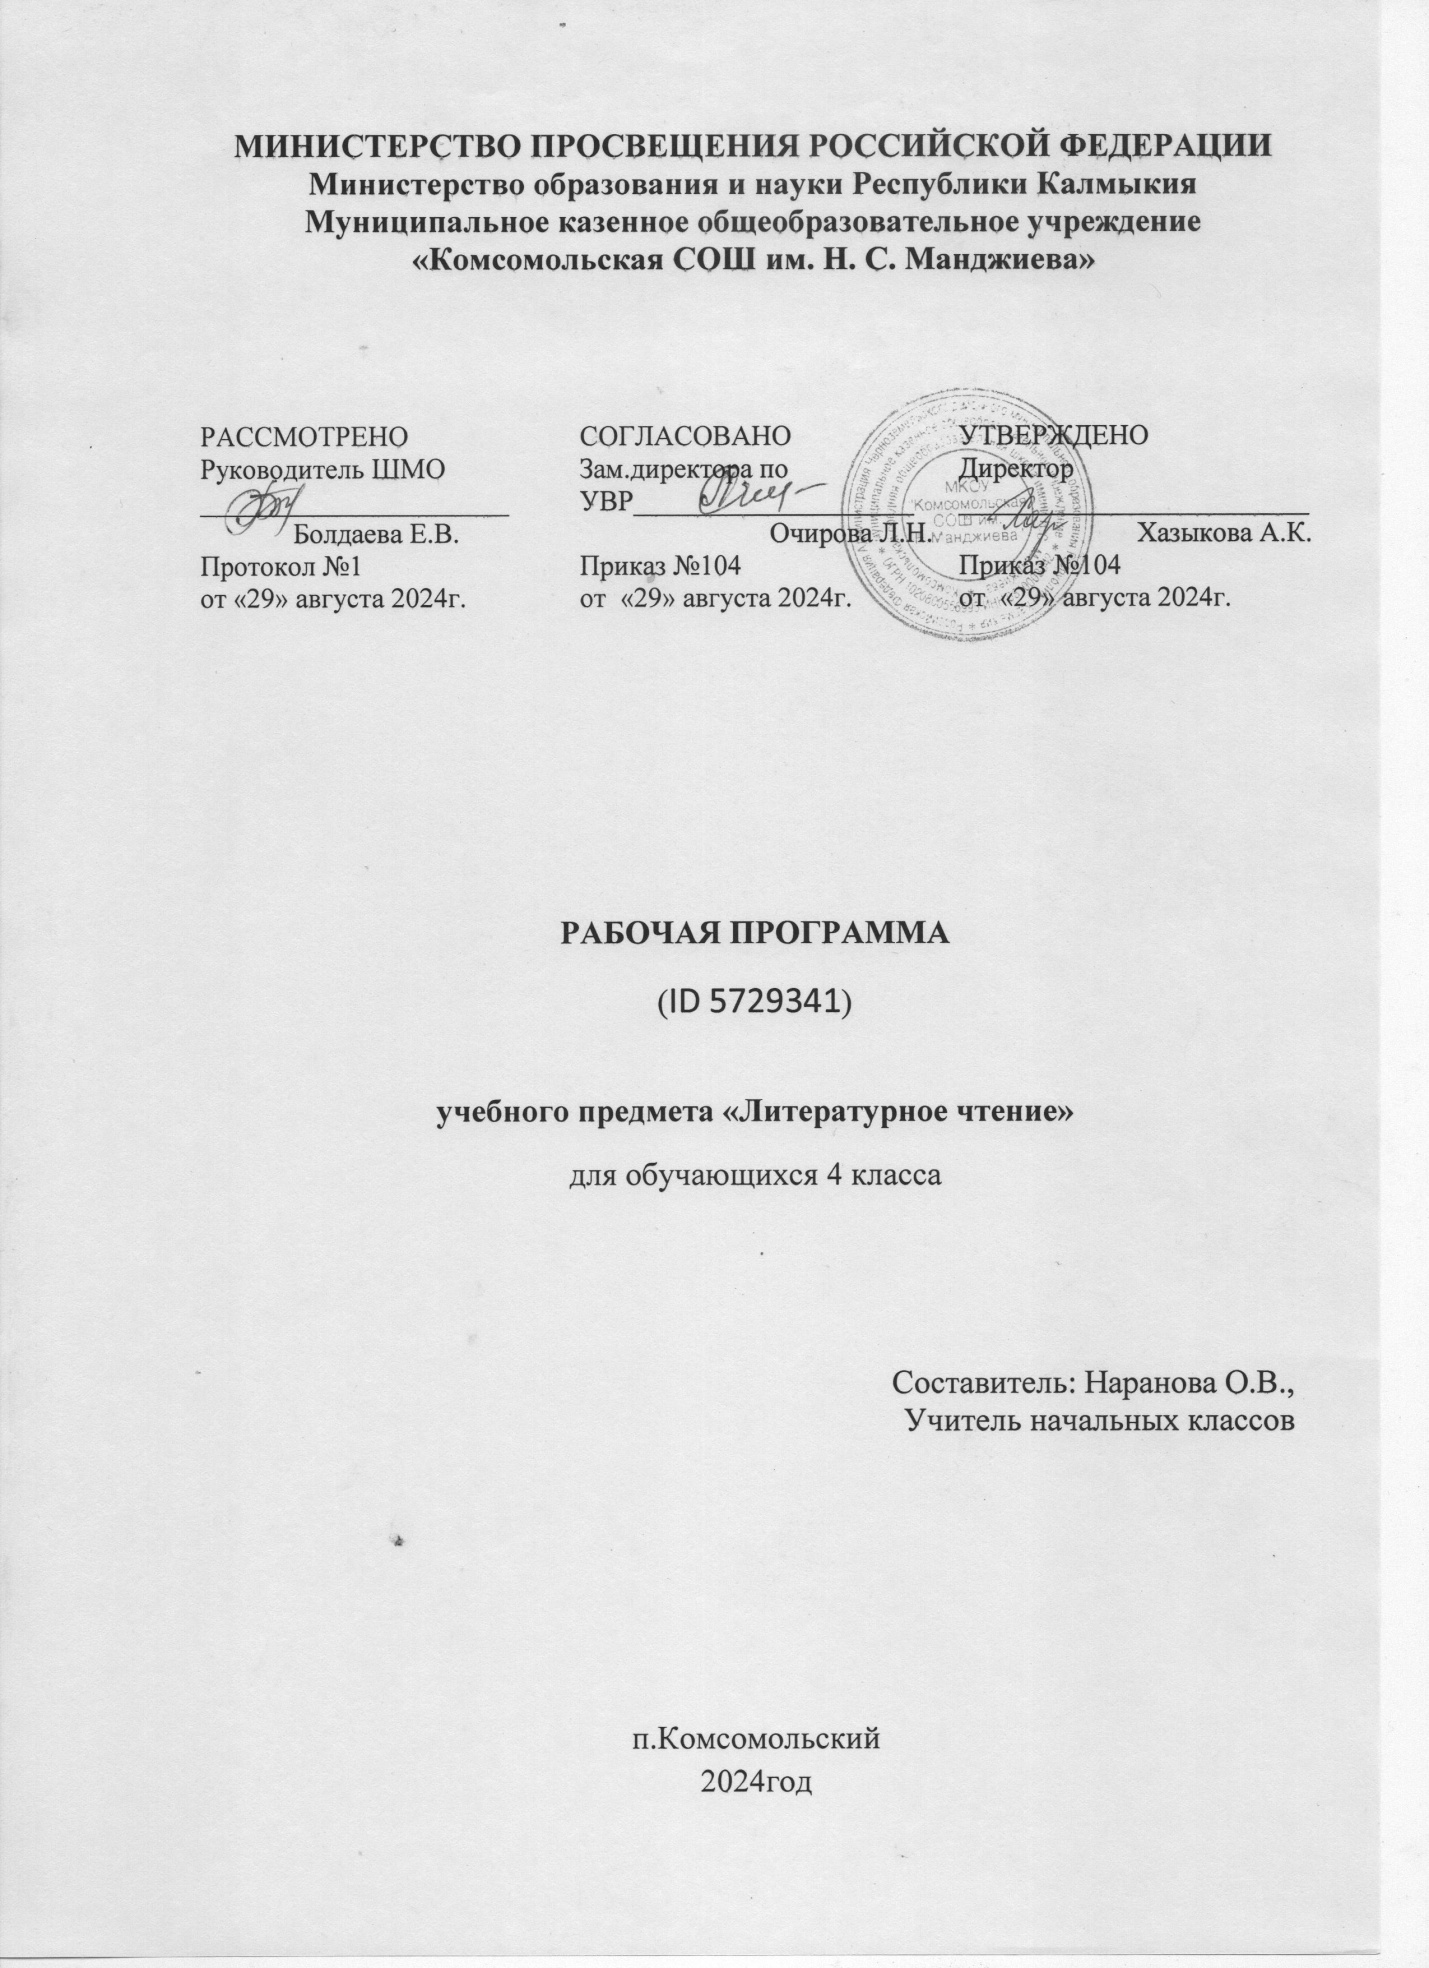 МИНИСТЕРСТВО ПРОСВЕЩЕНИЯ РОССИЙСКОЙ ФЕДЕРАЦИИ
Министерство образования и науки Республики Калмыкия
Муниципальное казенное общеобразовательное учреждение
«Комсомольская СОШ им. Н. С. Манджиева»
РАССМОТРЕНО
Руководитель ШМО
Болдаева Е.В.
Протокол №1
от «29» августа 2024г.
СОГЛАСОВАНО
Зам.директора по
УВР
Очирова Л.Н.
Приказ №104
от «29» августа 2024г.
УТВЕРЖДЕНО
Директор
Хазыкова А.К.
Приказ №104
от «29» августа 2024г.
МКОУ
"Комсомольская
СОШ им.
Манджиева
РАБОЧАЯ ПРОГРАММА
(ID 5729341)
учебного предмета «Литературное чтение»
для обучающихся 4 класса
Составитель: Наранова О.В.,
Учитель начальных классов
п.Комсомольский
2024год